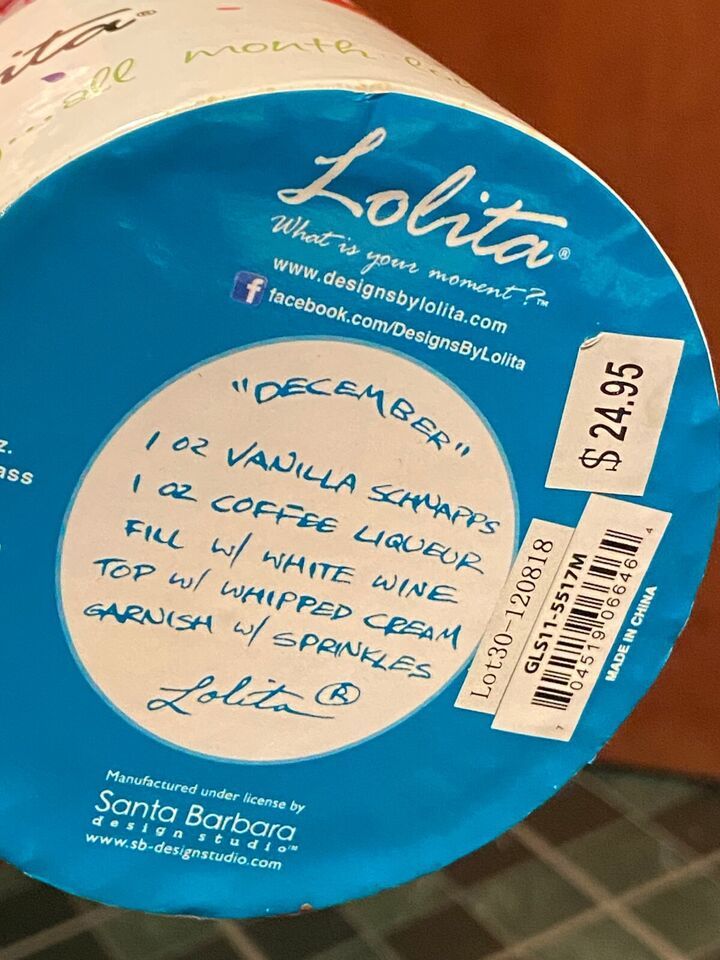 ita®
... all month
Lolita®
What is your moment?™
www.designsbylolita.com
f facebook.com/DesignsByLolita
"DECEMBER"
1 OZ VANILLA SCHNAPPS
1 OZ COFFEE LIQUEUR
FILL W/ WHITE WINE
TOP W/ WHIPPED CREAM
GARNISH W/ SPRINKLES
Lolita ®
z.
ass
$ 24.95
Lot30-120818
GLS11-5517M
7 04519 06646 4
MADE IN CHINA
Manufactured under license by
Santa Barbara
design studio™
www.sb-designstudio.com